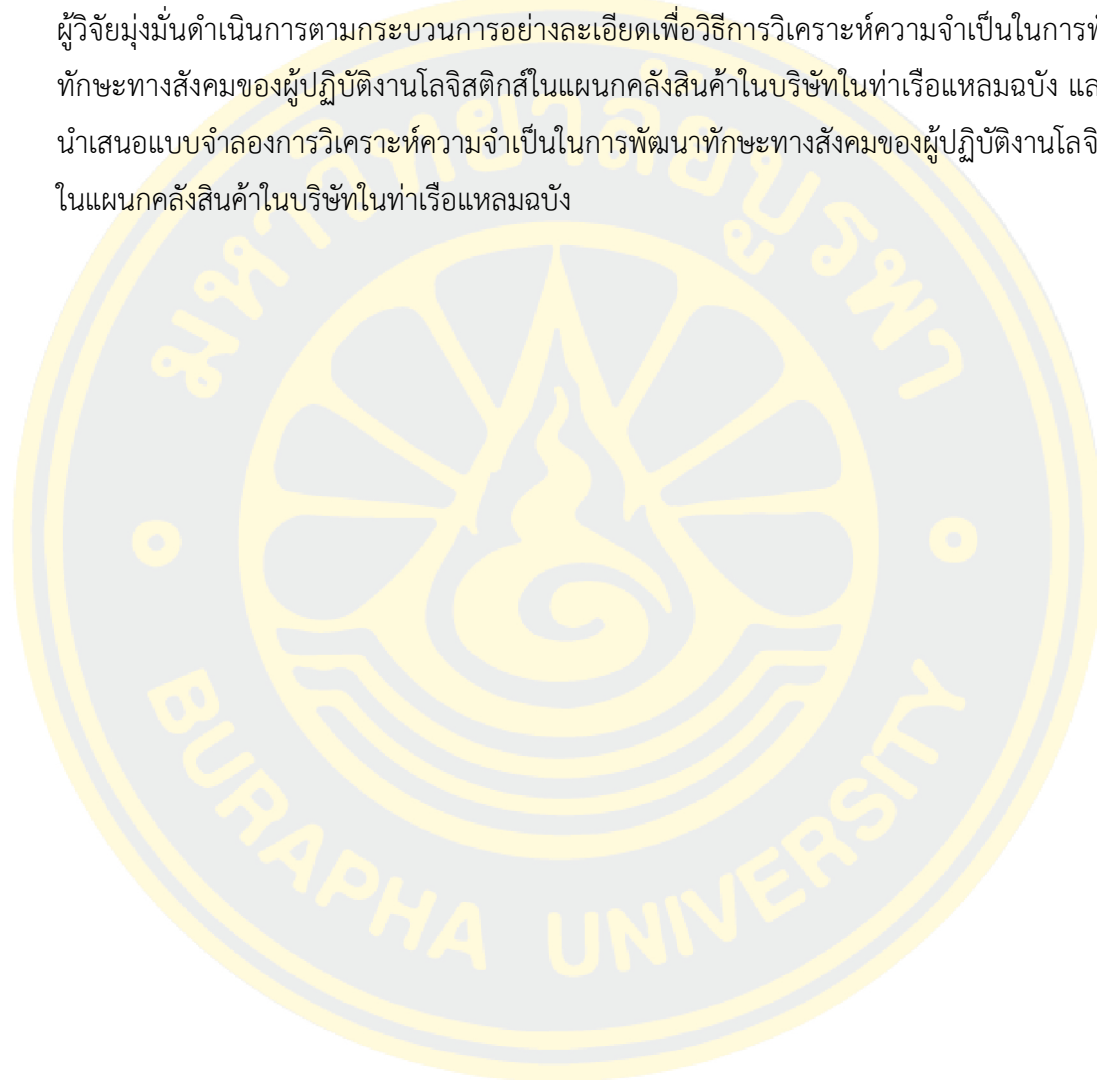 ผู้วิจัยมุ่งมั่นดำเนินการตามกระบวนการอย่างละเอียดเพื่อวิธีการวิเคราะห์ความจำเป็นในการ
ทักษะทางสังคมของผู้ปฏิบัติงานโลจิสติกส์ในแผนกคลังสินค้าในบริษัทในท่าเรือแหลมฉบัง
นำเสนอแบบจำลองการวิเคราะห์ความจำเป็นในการพัฒนาทักษะทางสังคมของผู้ปฏิบัติงานโลจิ
ในแผนกคลังสินค้าในบริษัทในท่าเรือแหลมฉบัง
มหาวิทยาลัยบูรพา
BURAPHA UNIVERSITY